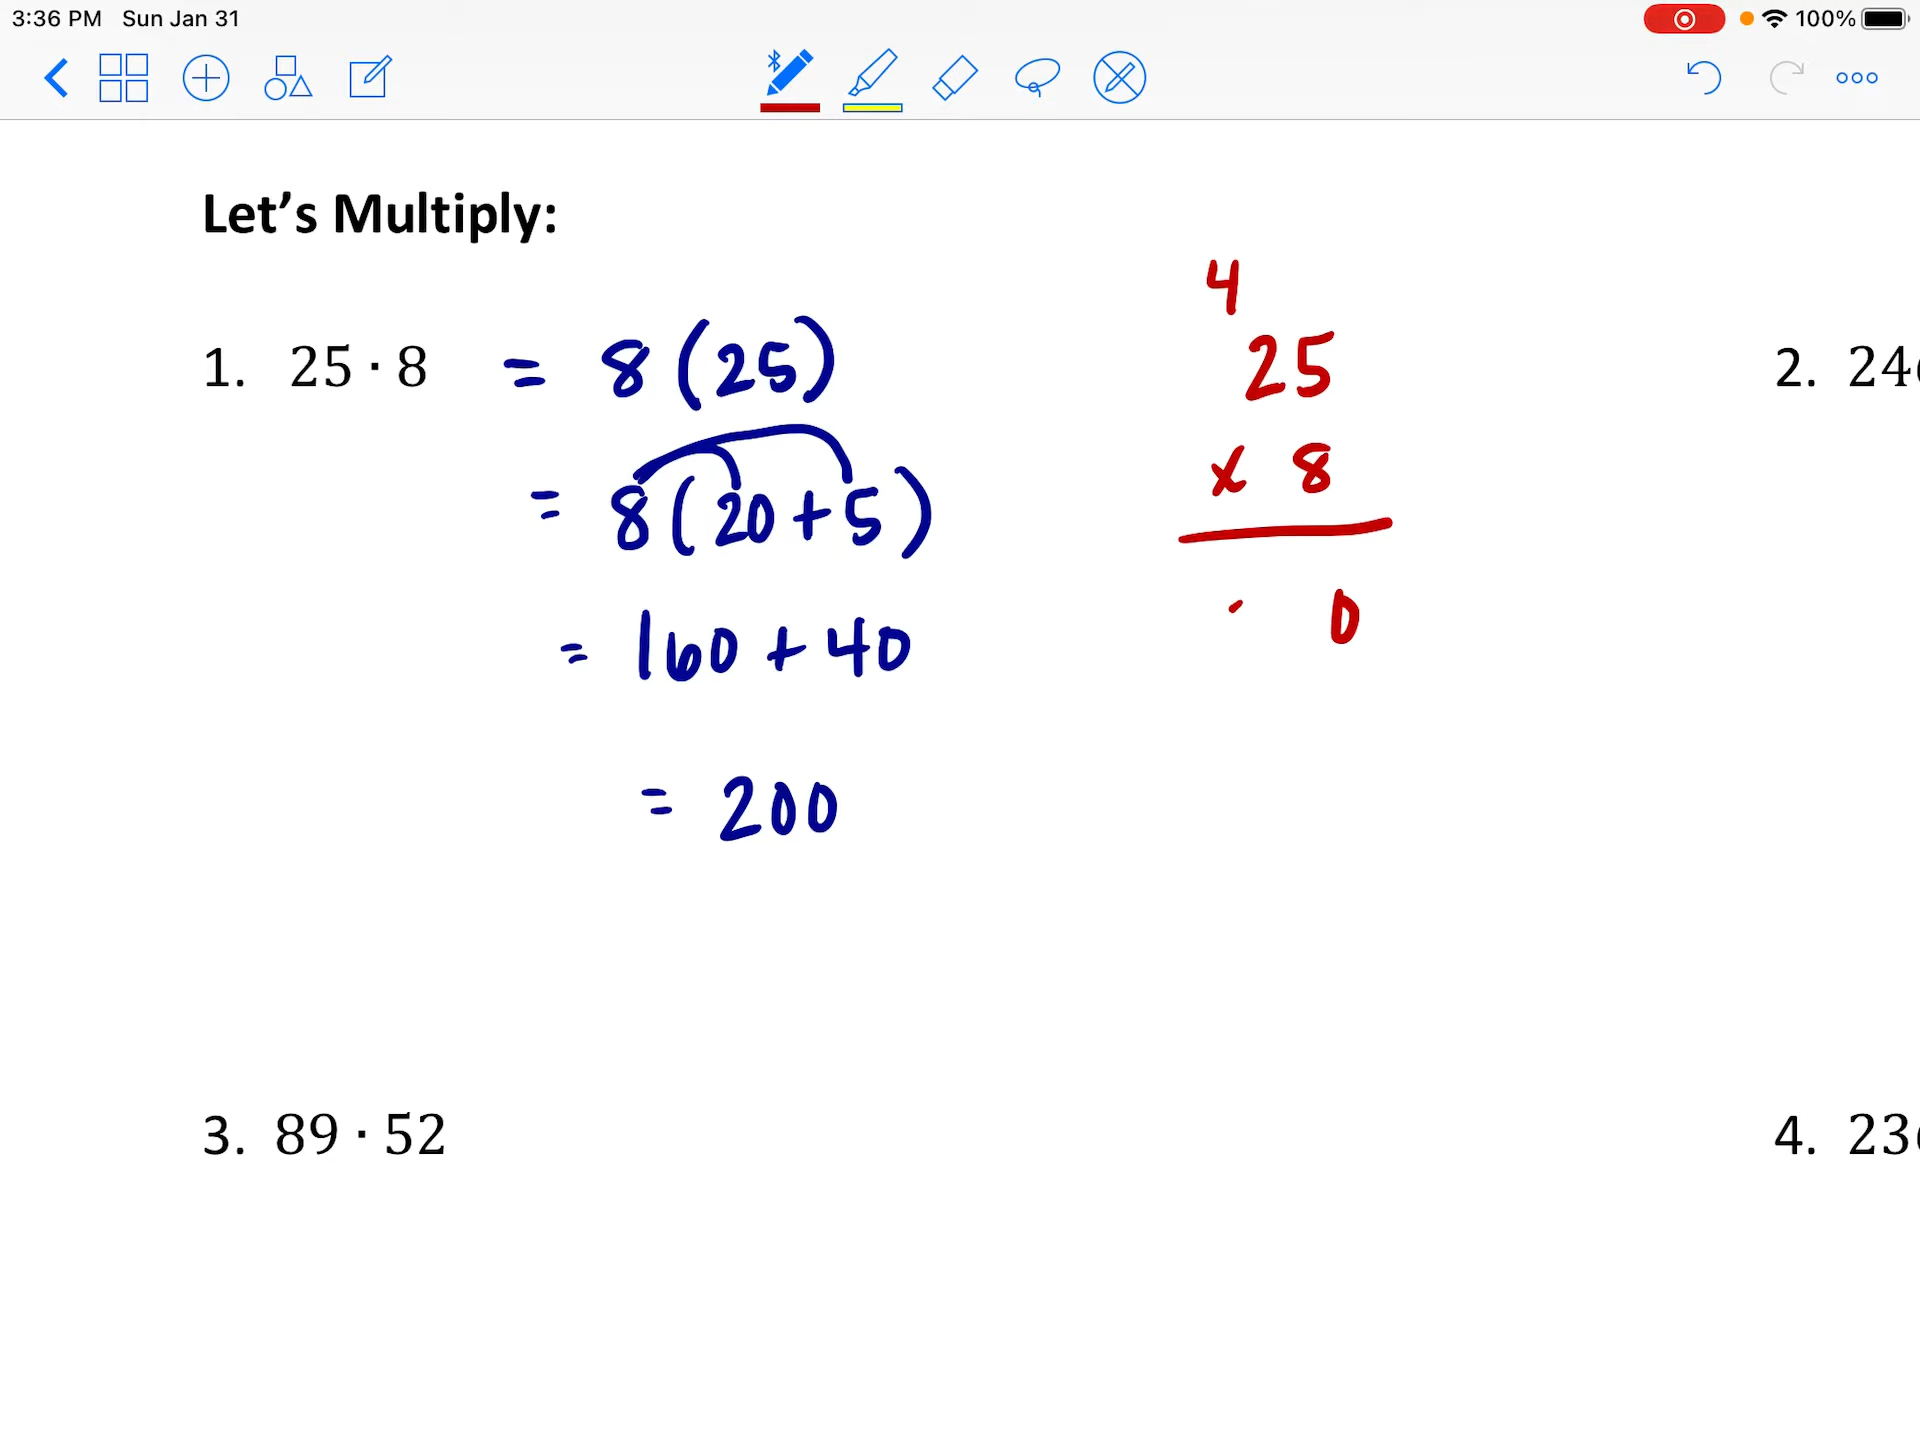 3:36 PM Sun Jan 31 100%
Let's Multiply:
1. 25 · 8 = 8 (25)
= 8 (20 + 5)
= 160 + 40
= 200
4
25
x 8
0
2. 24
3. 89 · 52
4. 23